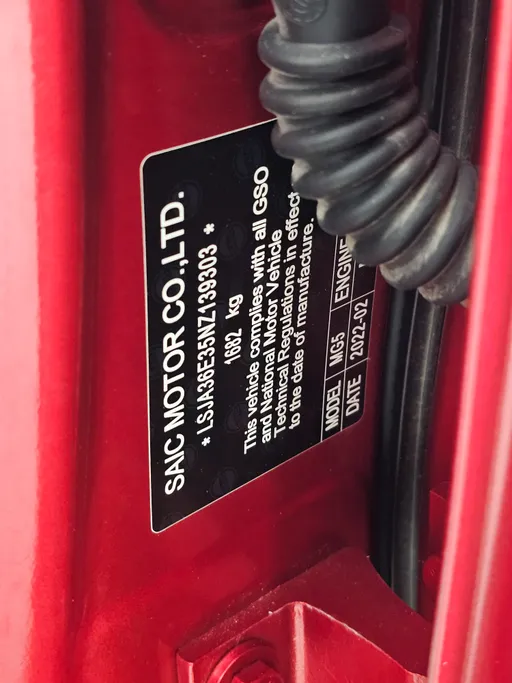 SAIC MOTOR CO.,LTD.
* LSJA36E35NZ139303 *
1682 kg
This vehicle complies with all GSO
and National Motor Vehicle
Technical Regulations in effect
to the date of manufacture.
MODEL MG5 ENGINE
DATE 2022-02